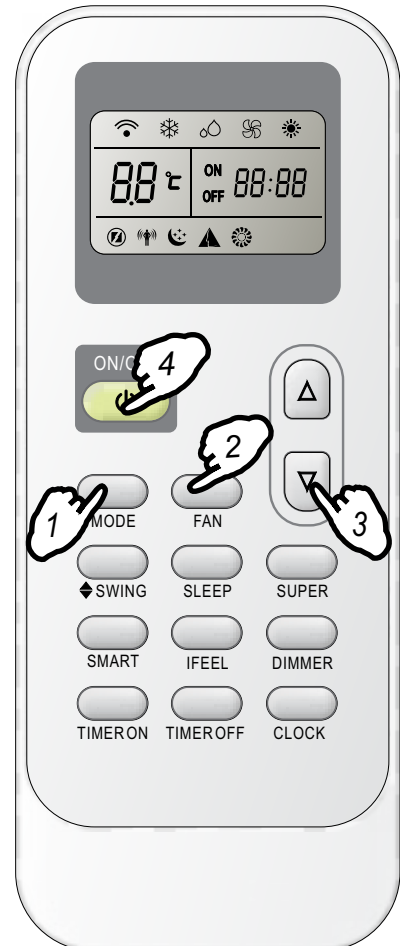 88 ℃ ON OFF 88:88
ON/O
4
1
2
3
MODE FAN
SWING SLEEP SUPER
SMART IFEEL DIMMER
TIMER ON TIMER OFF CLOCK